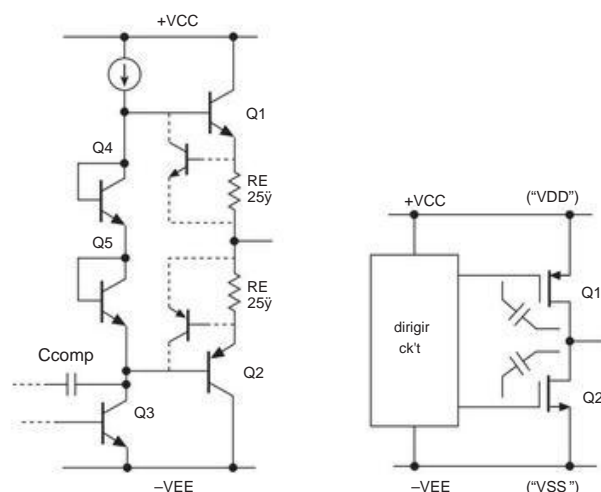 +VCC
Q1
Q4
RE
25ÿ
Q5
RE
25ÿ
Ccomp
Q2
Q3
–VEE
+VCC
("VDD")
Q1
dirigir
ck't
Q2
–VEE
("VSS")